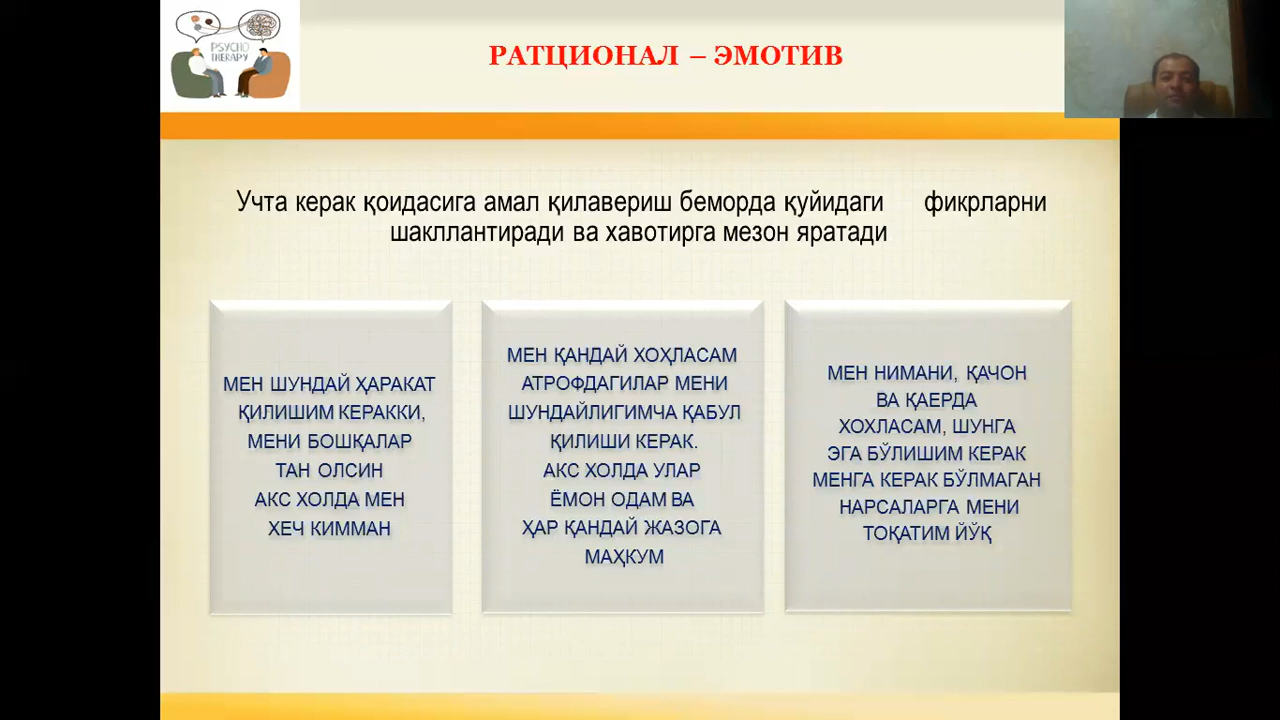 PSYCHO
THERAPY
РАТЦИОНАЛ – ЭМОТИВ
Учта керак қоидасига амал қилавериш беморда қуйидаги фикрларни
шакллантиради ва хавотирга мезон яратади
МЕН ШУНДАЙ ҲАРАКАТ
ҚИЛИШИМ КЕРАККИ,
МЕНИ БОШҚАЛАР
ТАН ОЛСИН
АКС ХОЛДА МЕН
ХЕЧ КИММАН
МЕН ҚАНДАЙ ХОҲЛАСАМ
АТРОФДАГИЛАР МЕНИ
ШУНДАЙЛИГИМЧА ҚАБУЛ
ҚИЛИШИ КЕРАК.
АКС ХОЛДА УЛАР
ЁМОН ОДАМ ВА
ҲАР ҚАНДАЙ ЖАЗОГА
МАҲКУМ
МЕН НИМАНИ, ҚАЧОН
ВА ҚАЕРДА
ХОХЛАСАМ, ШУНГА
ЭГА БЎЛИШИМ КЕРАК
МЕНГА КЕРАК БЎЛМАГАН
НАРСАЛАРГА МЕНИ
ТОҚАТИМ ЙЎҚ